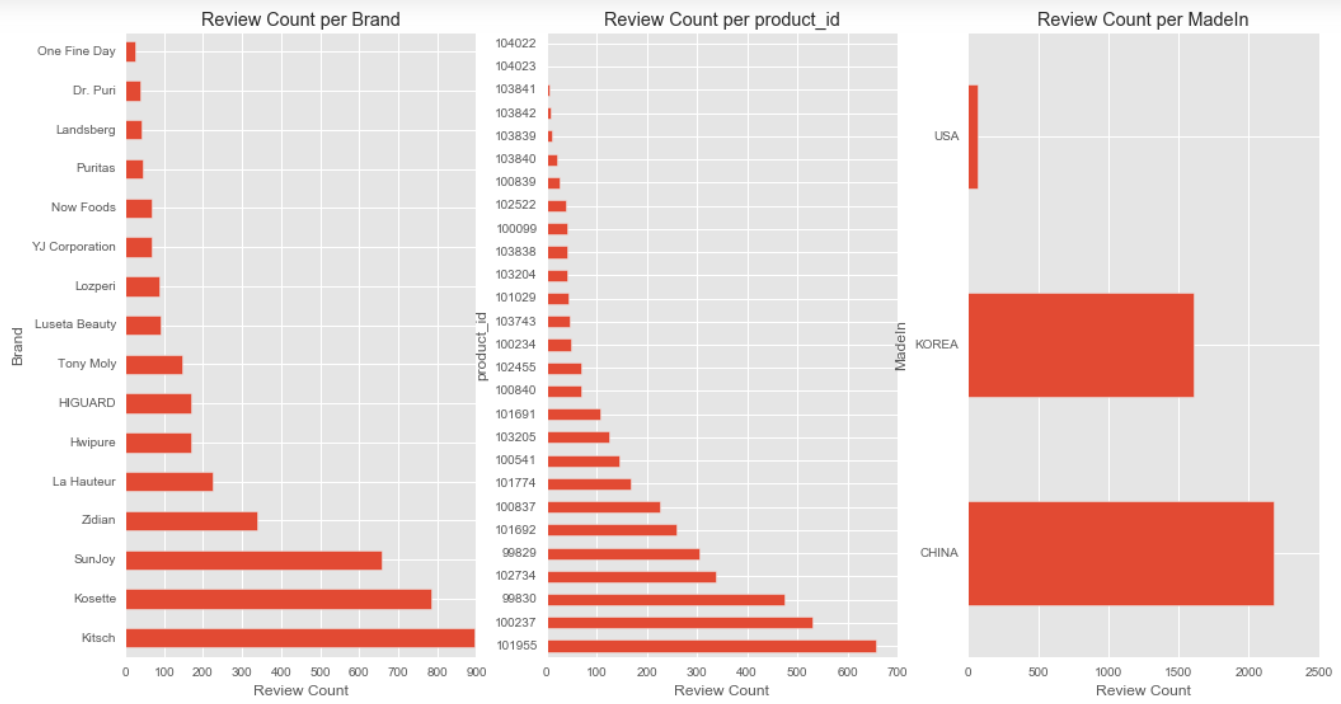 Review Count per Brand
Brand
One Fine Day
Dr. Puri
Landsberg
Puritas
Now Foods
YJ Corporation
Lozperi
Luseta Beauty
Tony Moly
HIGUARD
Hwipure
La Hauteur
Zidian
SunJoy
Kosette
Kitsch
0 100 200 300 400 500 600 700 800 900
Review Count
Review Count per product_id
product_id
104022
104023
103841
103842
103839
103840
100839
102522
100099
103838
103204
101029
103743
100234
102455
100840
101691
103205
100541
101774
100837
101692
99829
102734
99830
100237
101955
0 100 200 300 400 500 600 700
Review Count
Review Count per MadeIn
MadeIn
USA
KOREA
CHINA
0 500 1000 1500 2000 2500
Review Count